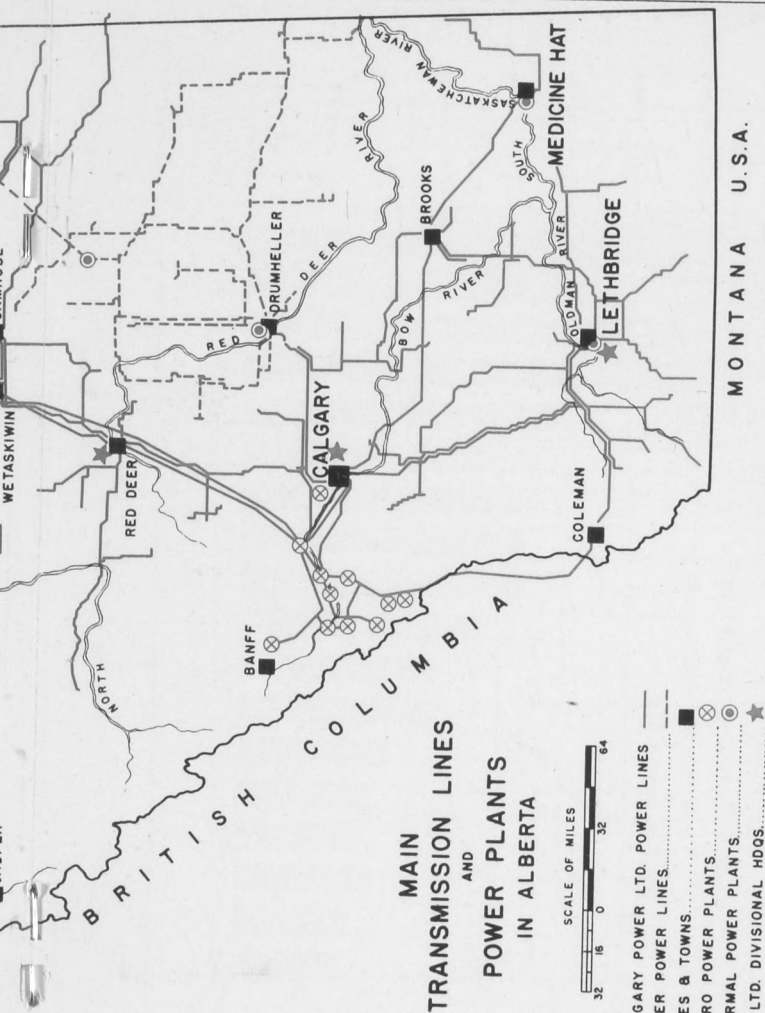 MAIN
TRANSMISSION LINES
AND
POWER PLANTS
IN ALBERTA
SCALE OF MILES
32 16 0 32 64
GARY POWER LTD. POWER LINES
ER POWER LINES
ES & TOWNS
RO POWER PLANTS
RMAL POWER PLANTS
LTD. DIVISIONAL HDQS.
BRITISH COLUMBIA
NORTH
BANFF
WETASKIWIN
RED DEER
CALGARY
COLEMAN
RED DEER RIVER
DRUMHELLER
BOW RIVER
BROOKS
OLDMAN RIVER
LETHBRIDGE
SOUTH SASKATCHEWAN RIVER
MEDICINE HAT
MONTANA U.S.A.